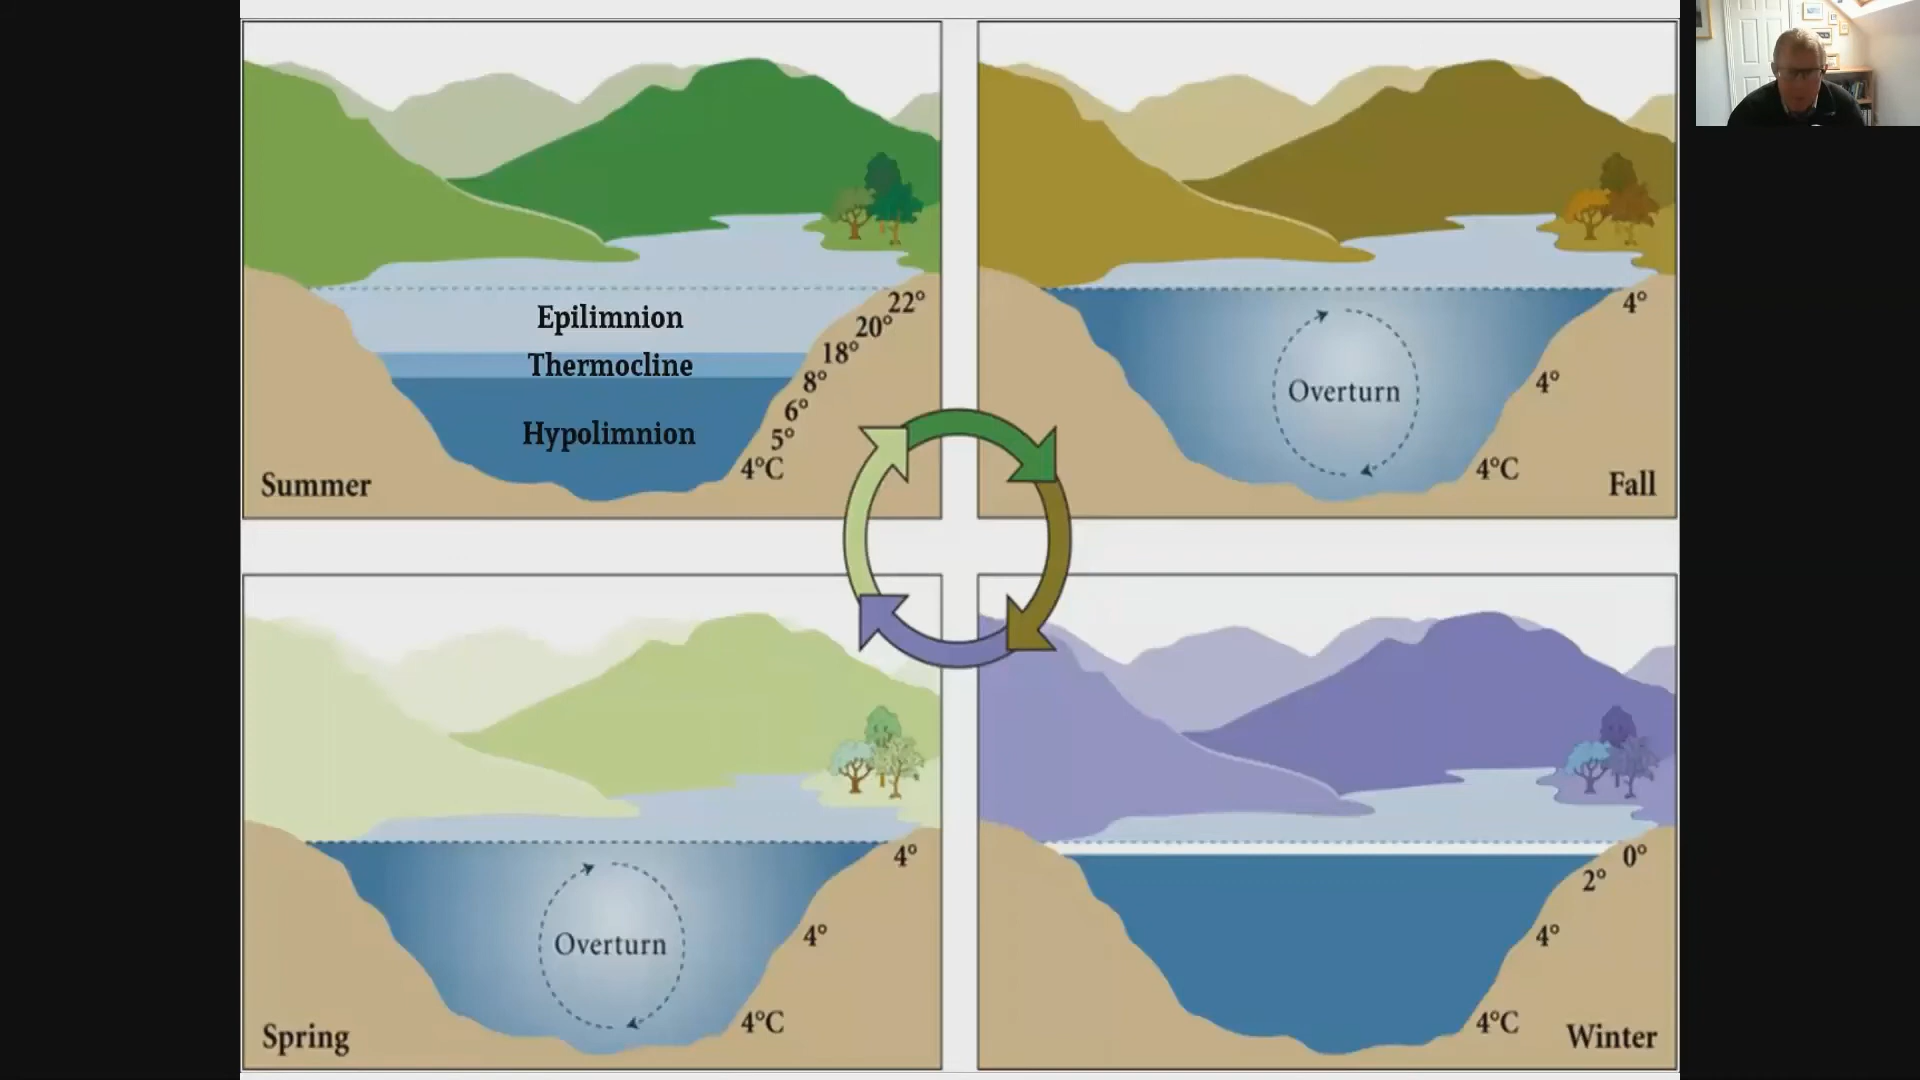 Epilimnion
Thermocline
Hypolimnion
22°
20°
18°
8°
6°
5°
4°C
Summer
Overturn
4°
4°
4°C
Fall
Overturn
4°
4°
4°C
Spring
0°
2°
4°
4°C
Winter